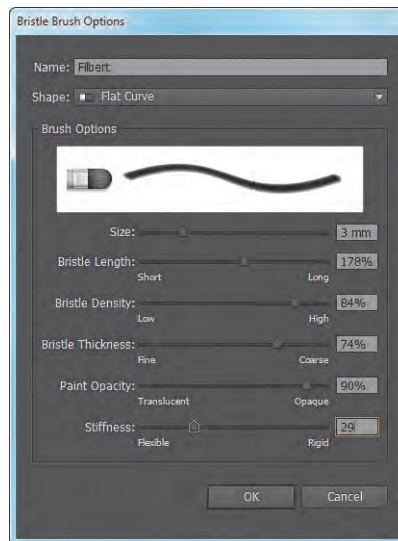 Bristle Brush Options
Name: Filbert
Shape: Flat Curve
Brush Options
Size: 3 mm
Bristle Length: 178%
Short Long
Bristle Density: 84%
Low High
Bristle Thickness: 74%
Fine Coarse
Paint Opacity: 90%
Translucent Opaque
Stiffness: 29
Flexible Rigid
OK Cancel